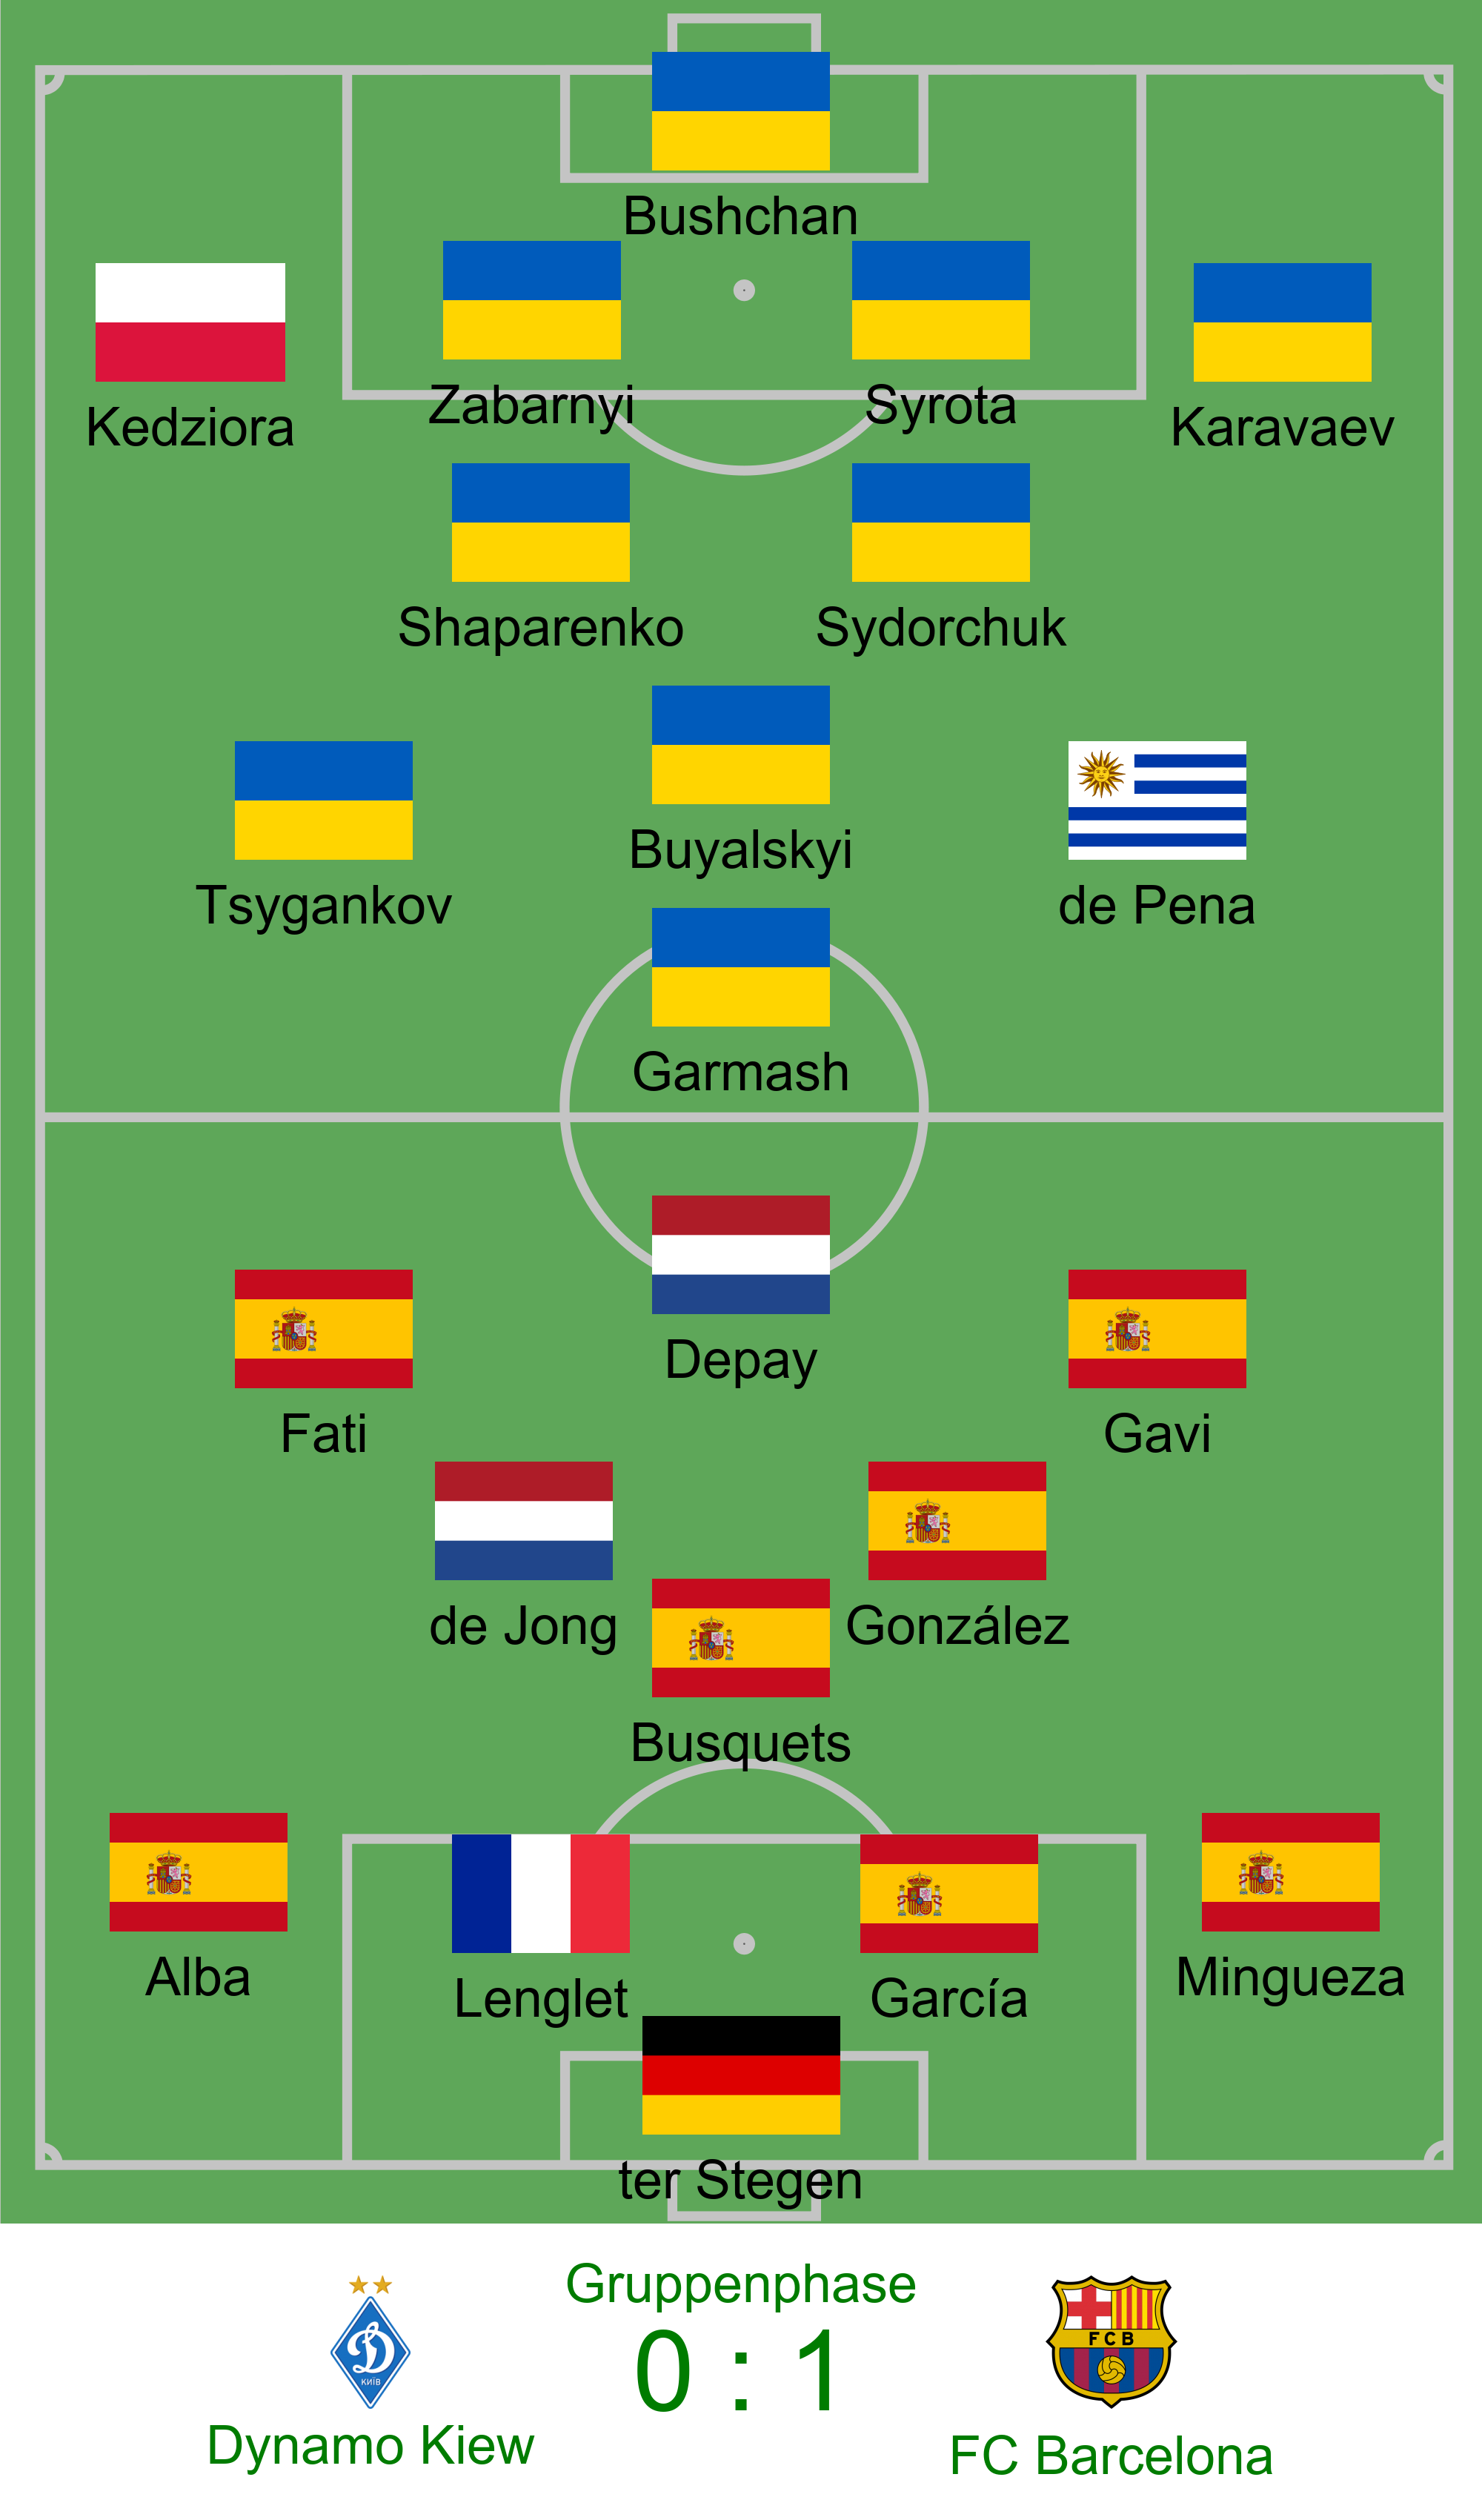 Bushchan
Zabarnyi
Syrota
Kedziora
Karavaev
Shaparenko
Sydorchuk
Buyalskyi
Tsygankov
de Pena
Garmash
Depay
Fati
Gavi
de Jong
González
Busquets
Alba
Lenglet
García
Mingueza
ter Stegen
Gruppenphase
0 : 1
КИЇВ
FCB
Dynamo Kiew
FC Barcelona